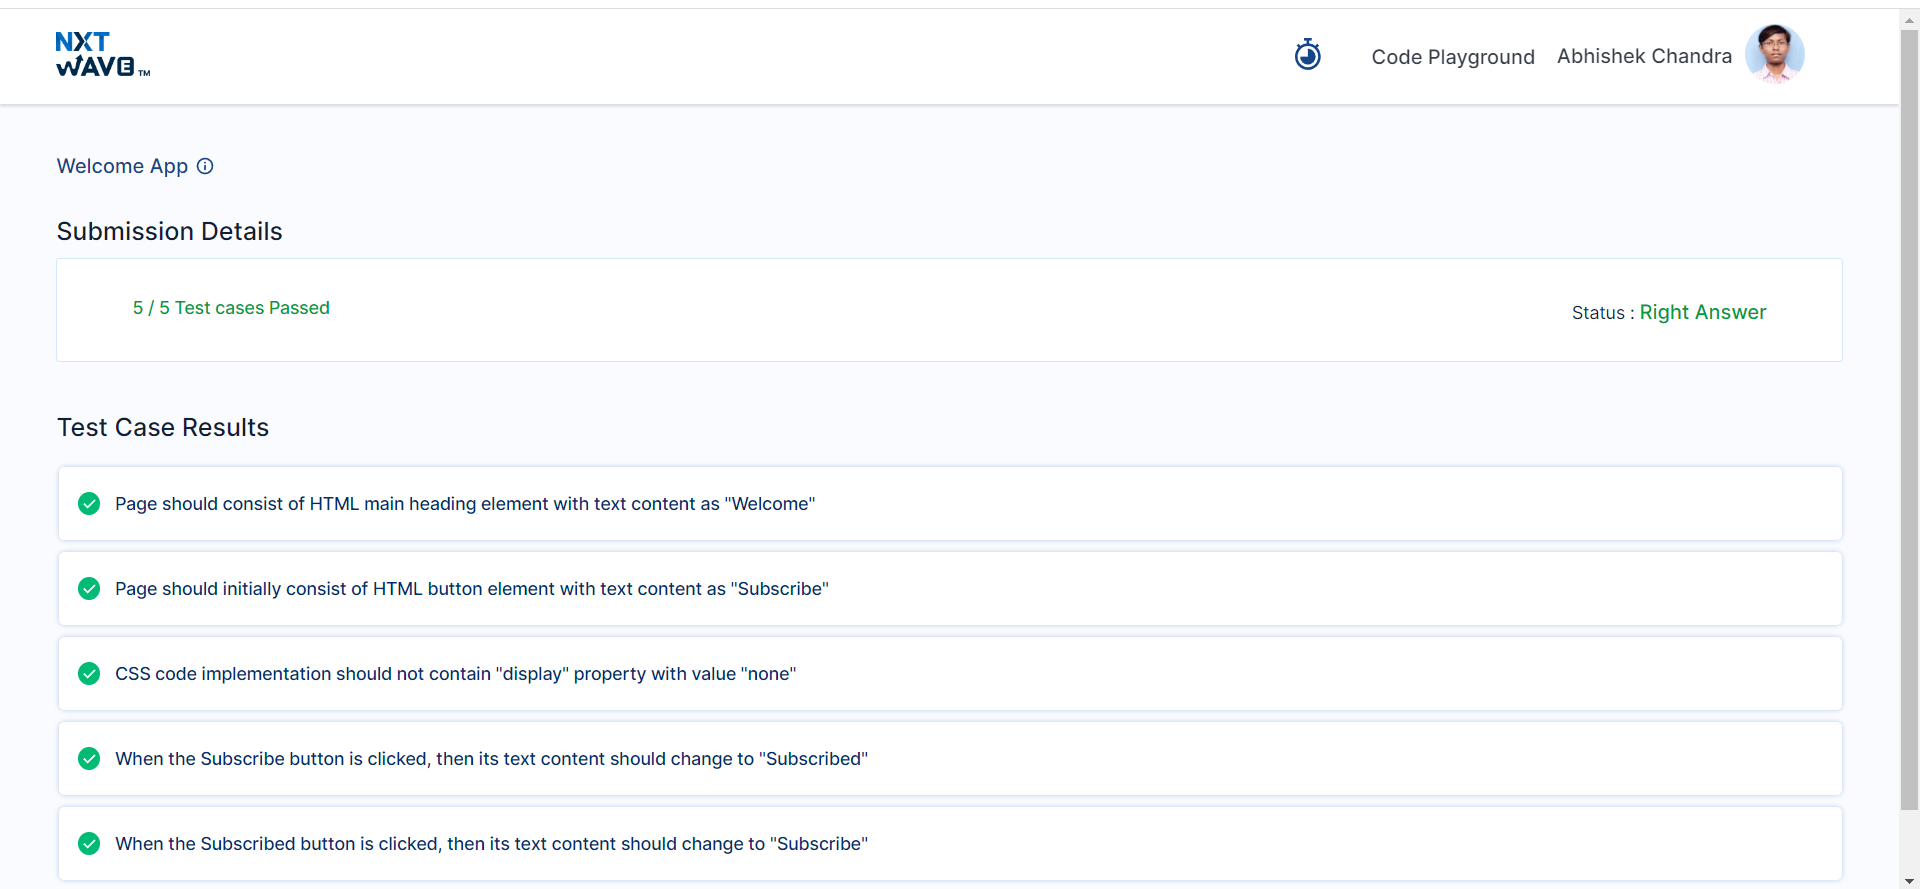 NXT
WAVE TM
Code Playground
Abhishek Chandra
Welcome App
Submission Details
5 / 5 Test cases Passed
Status : Right Answer
Test Case Results
Page should consist of HTML main heading element with text content as "Welcome"
Page should initially consist of HTML button element with text content as "Subscribe"
CSS code implementation should not contain "display" property with value "none"
When the Subscribe button is clicked, then its text content should change to "Subscribed"
When the Subscribed button is clicked, then its text content should change to "Subscribe"